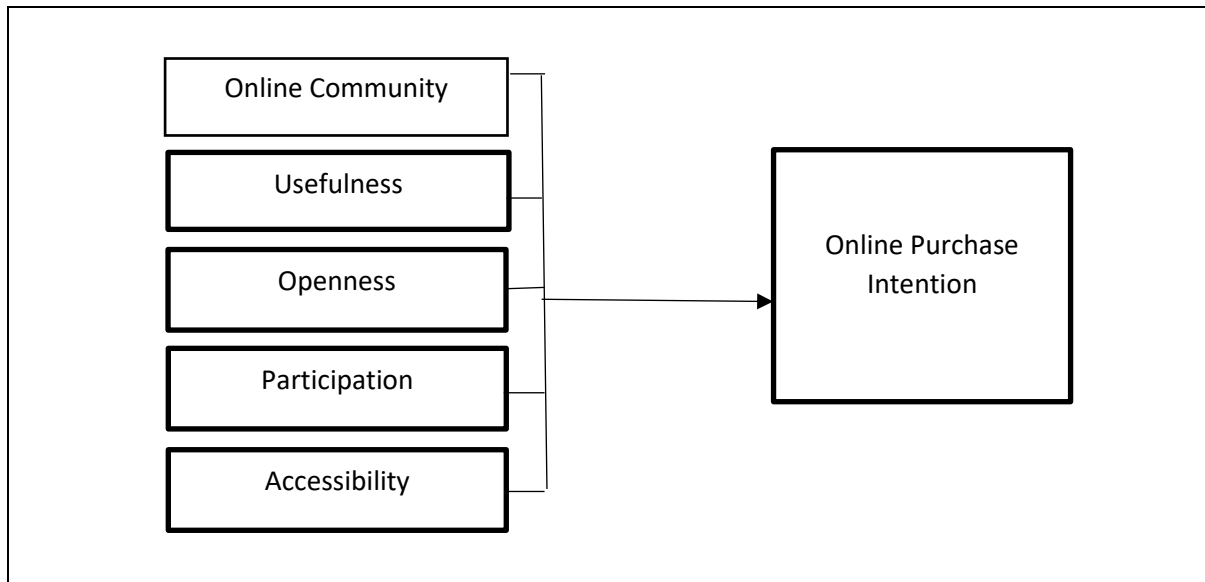 Online Community
Usefulness
Openness
Participation
Accessibility
Online Purchase
Intention